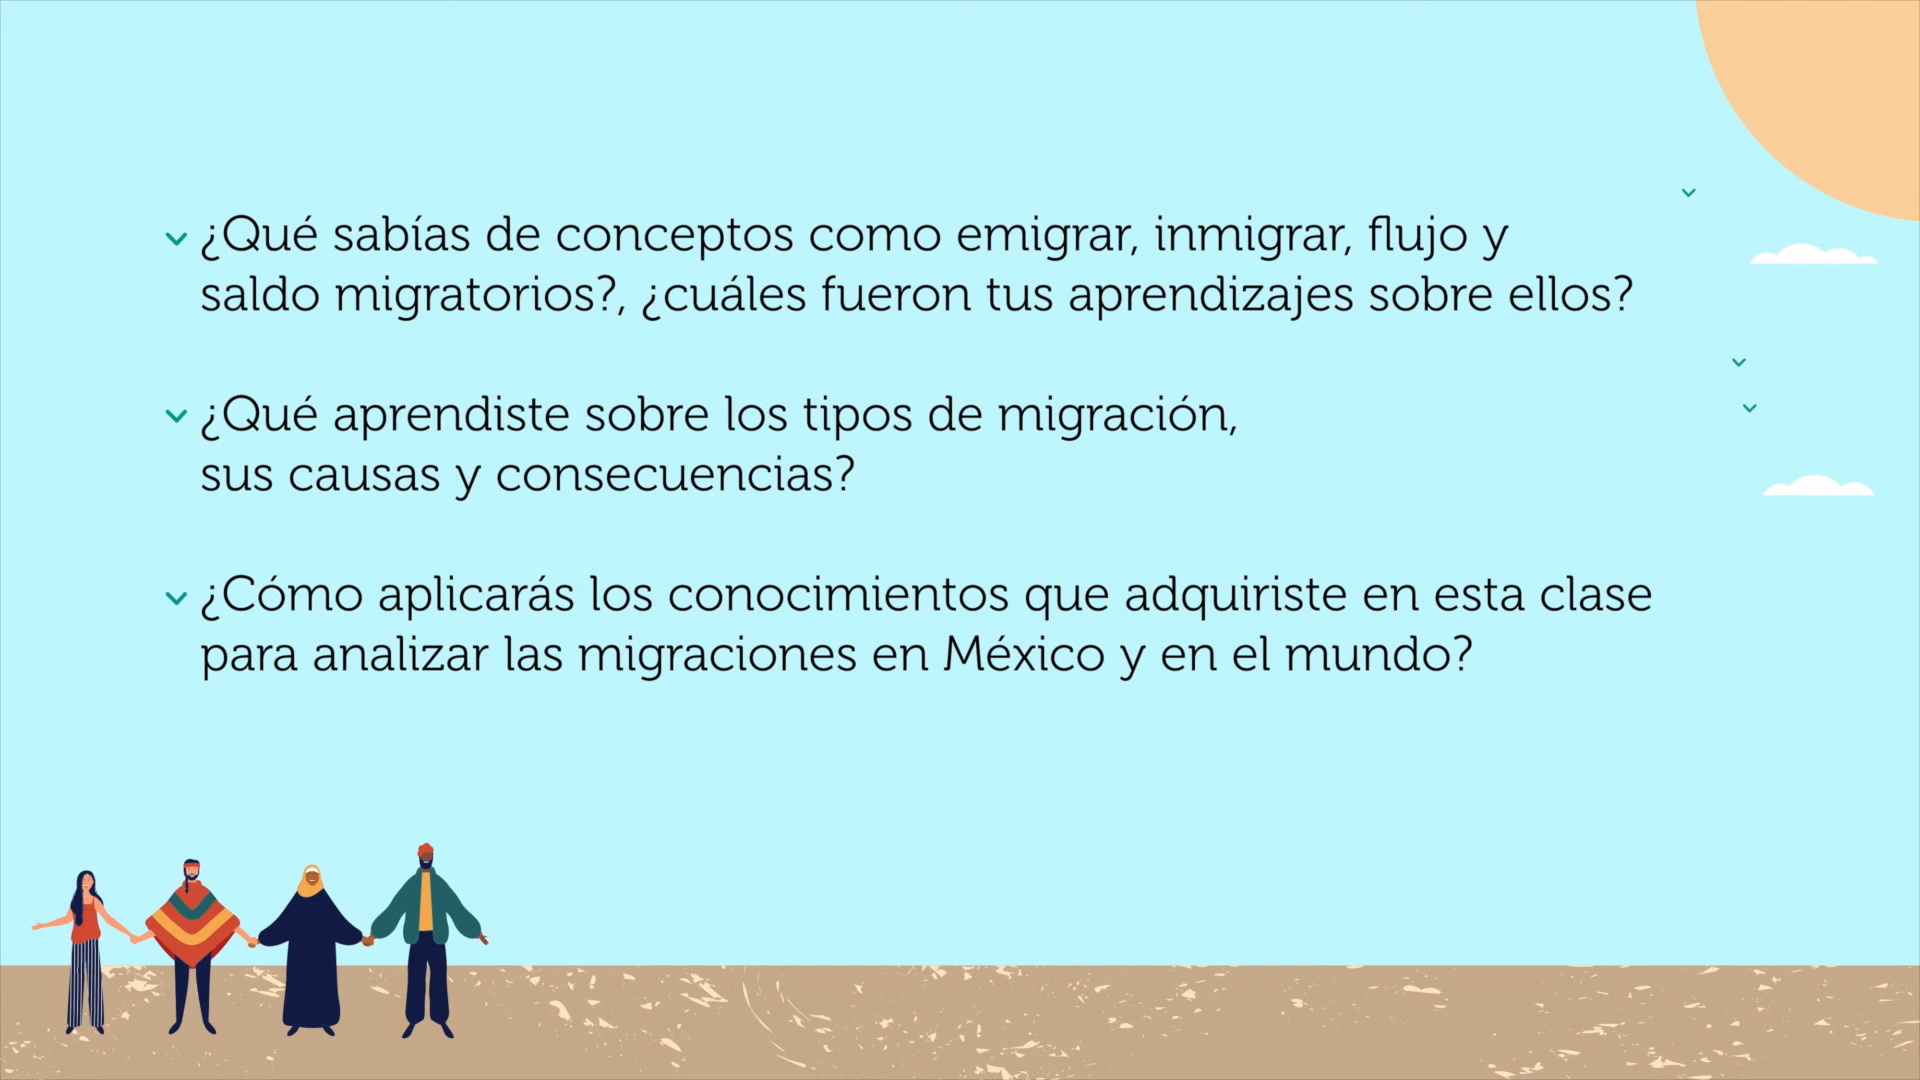 ¿Qué sabías de conceptos como emigrar, inmigrar, flujo y
saldo migratorios?, ¿cuáles fueron tus aprendizajes sobre ellos?
¿Qué aprendiste sobre los tipos de migración,
sus causas y consecuencias?
¿Cómo aplicarás los conocimientos que adquiriste en esta clase
para analizar las migraciones en México y en el mundo?